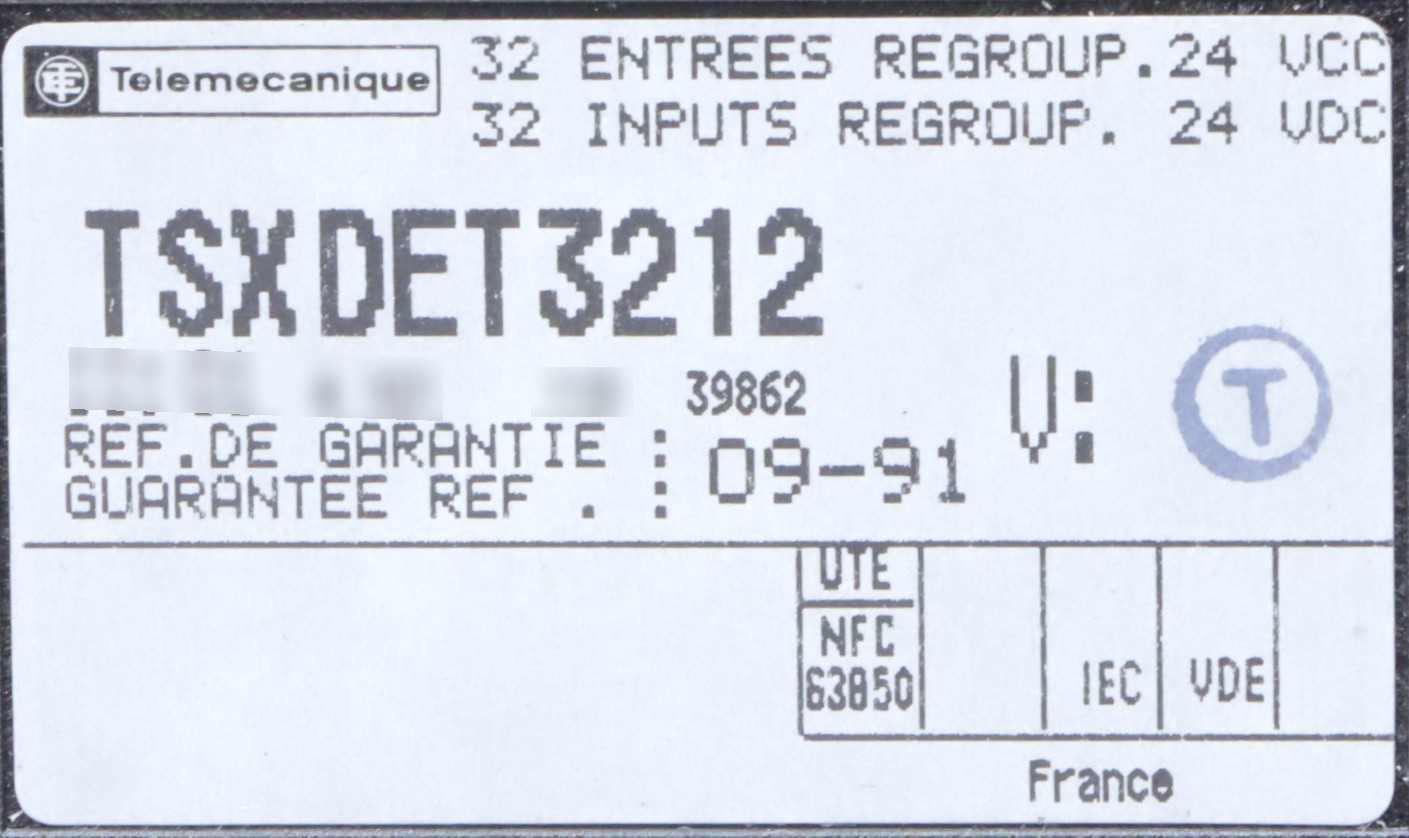 Telemecanique
32 ENTREES REGROUP.24 VCC
32 INPUTS REGROUP. 24 VDC
TSXDET3212
39862
V:
T
REF.DE GARANTIE :
GUARANTEE REF . :
09-91
UTE
NFC
63850
IEC
VDE
France